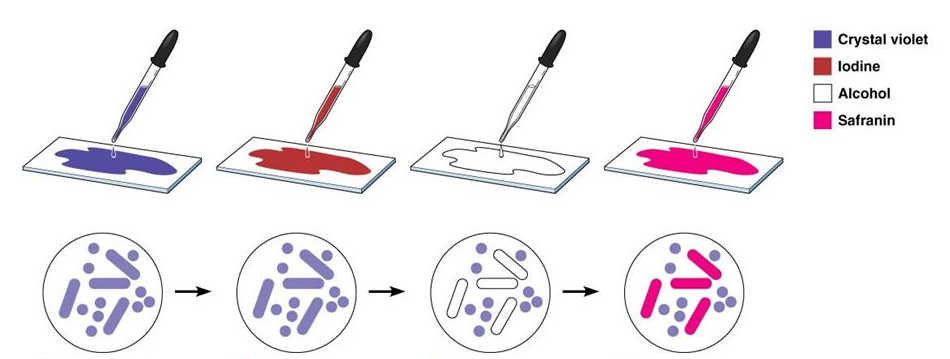 Crystal violet
Iodine
Alcohol
Safranin